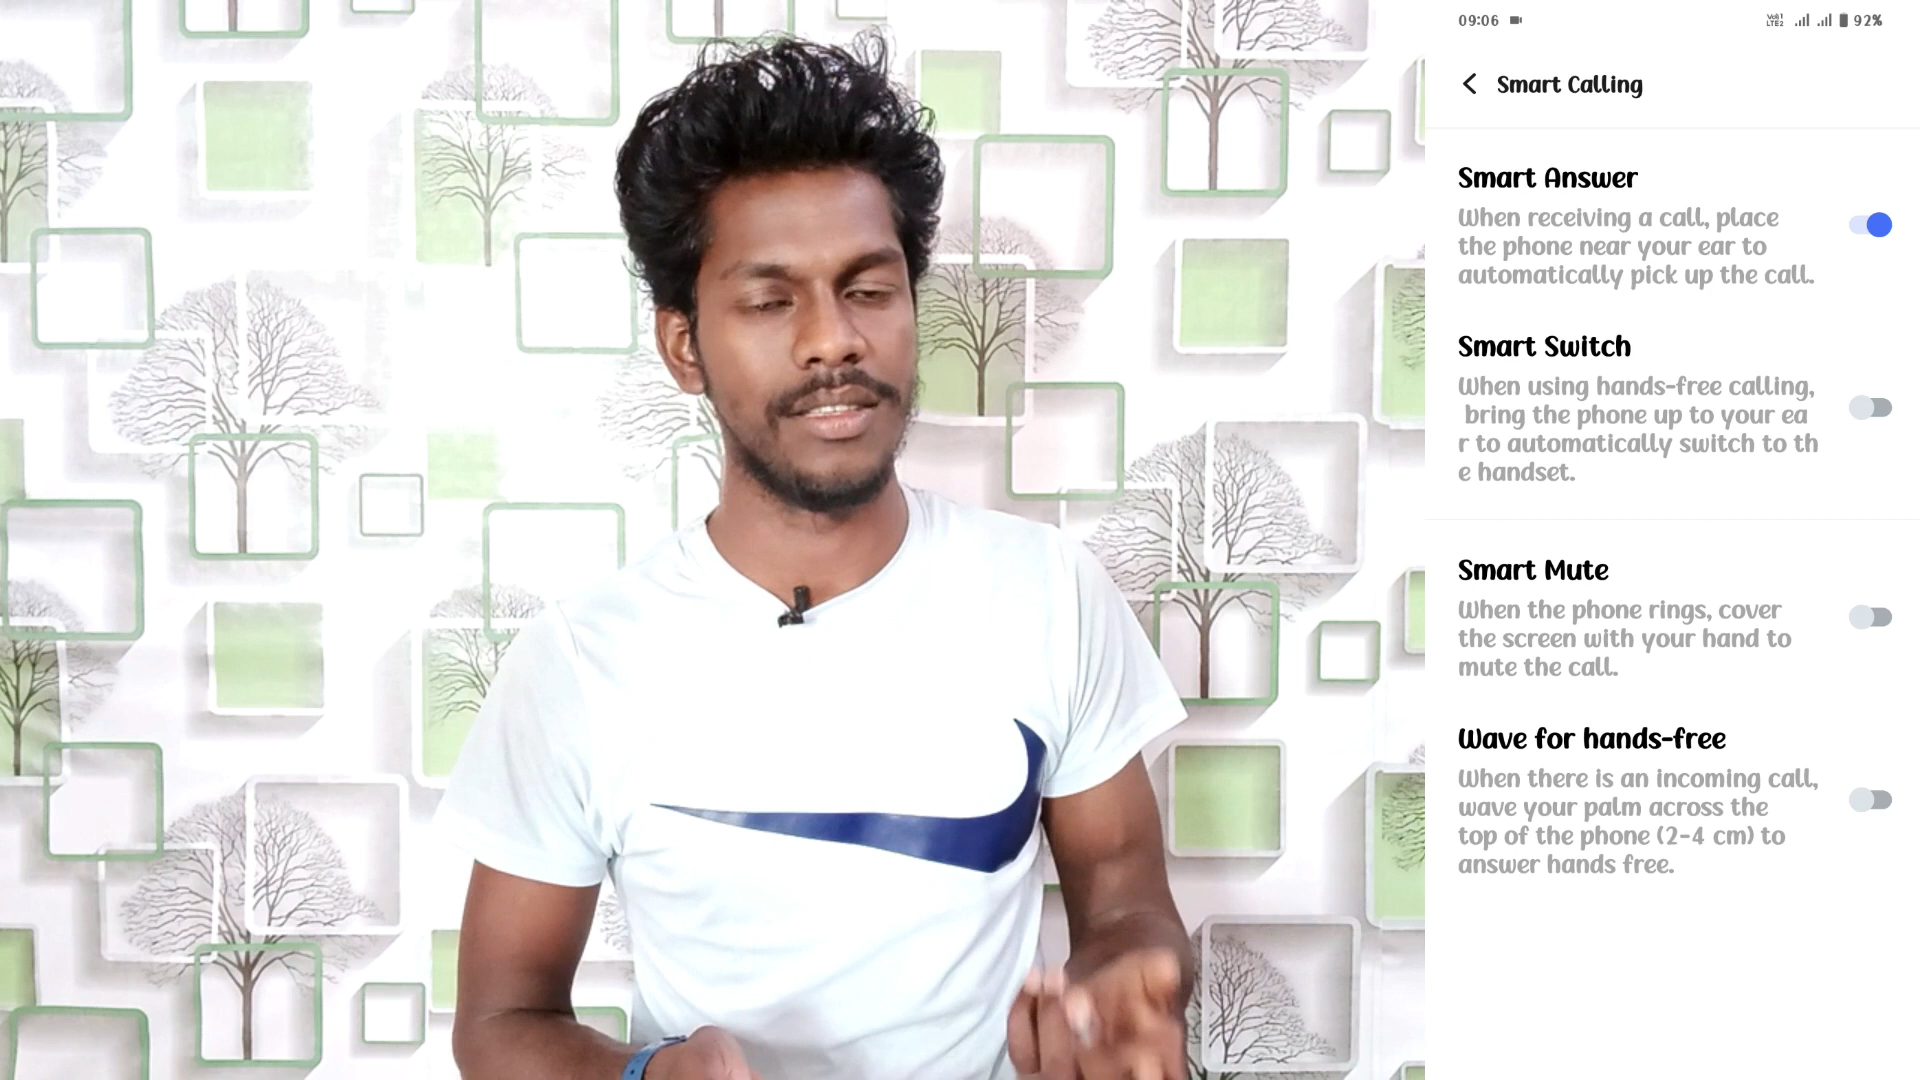 09:06
Vo)) 1
LTE2
92%
Smart Calling
Smart Answer
When receiving a call, place
the phone near your ear to
automatically pick up the call.
Smart Switch
When using hands-free calling,
bring the phone up to your ea
r to automatically switch to th
e handset.
Smart Mute
When the phone rings, cover
the screen with your hand to
mute the call.
Wave for hands-free
When there is an incoming call,
wave your palm across the
top of the phone (2-4 cm) to
answer hands free.